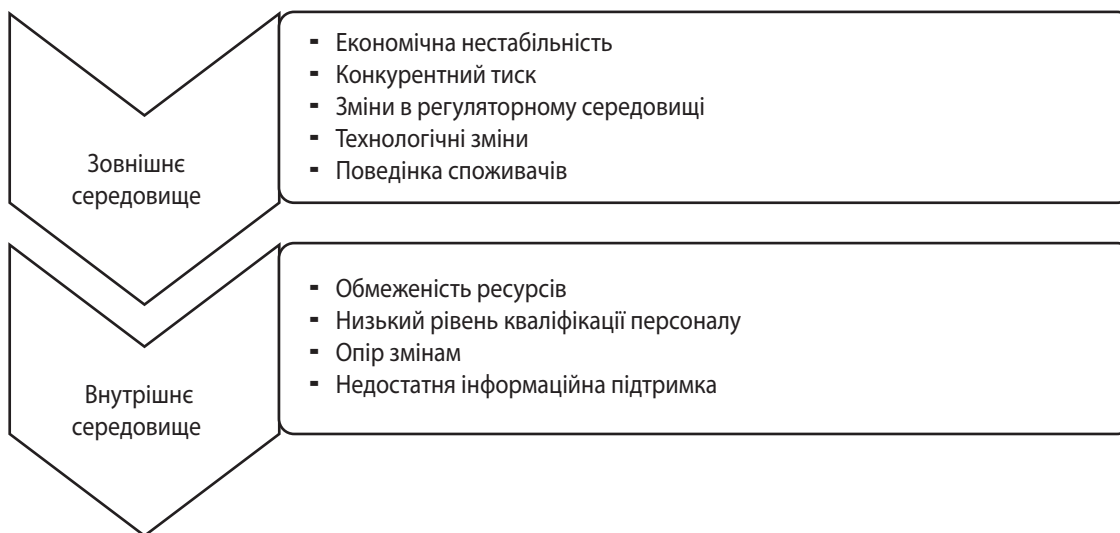 Зовнішнє
середовище
- Економічна нестабільність
- Конкурентний тиск
- Зміни в регуляторному середовищі
- Технологічні зміни
- Поведінка споживачів
Внутрішнє
середовище
- Обмеженість ресурсів
- Низький рівень кваліфікації персоналу
- Опір змінам
- Недостатня інформаційна підтримка